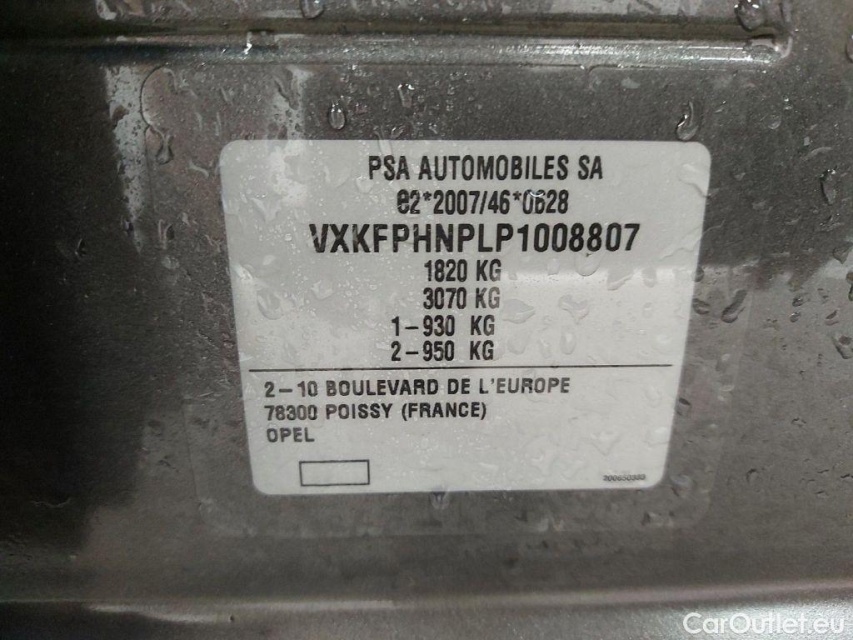 PSA AUTOMOBILES SA
e2*2007/46*0628
VXKFPHNPLP1008807
1820 KG
3070 KG
1-930 KG
2-950 KG
2-10 BOULEVARD DE L'EUROPE
78300 POISSY (FRANCE)
OPEL
CarOutlet.eu